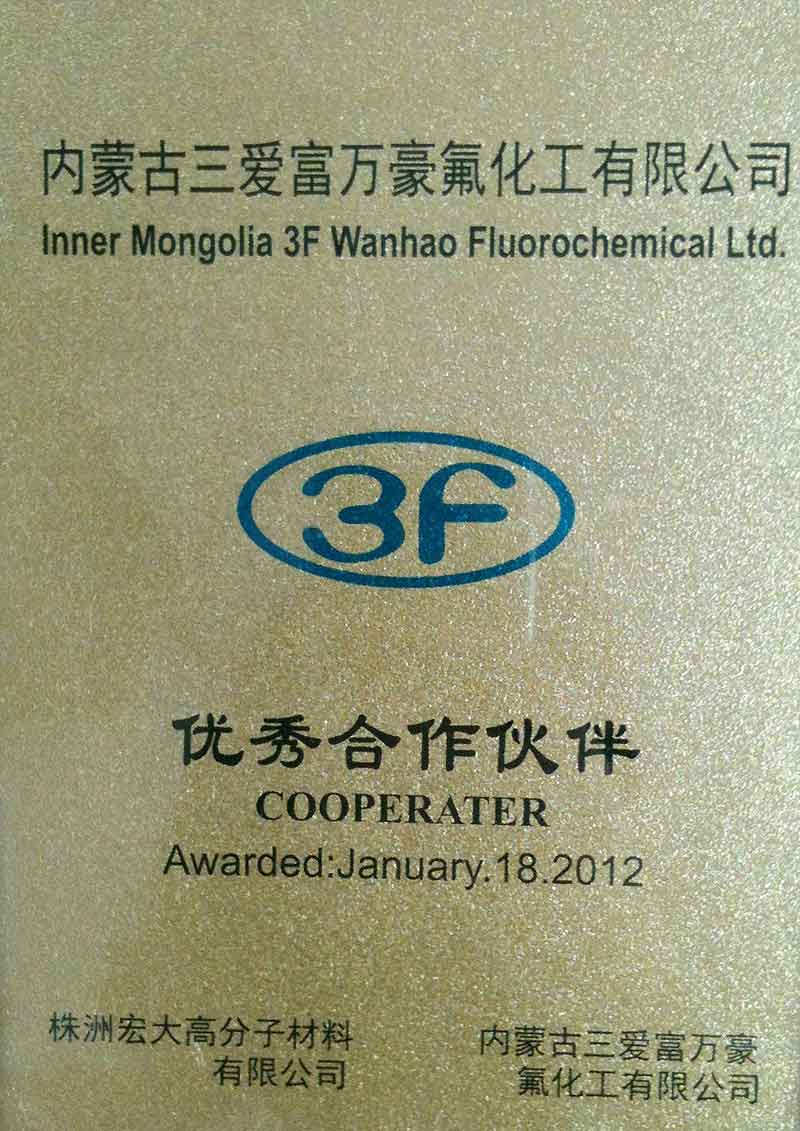 内蒙古三爱富万豪氟化工有限公司
Inner Mongolia 3F Wanhao Fluorochemical Ltd.
3F
优秀合作伙伴
COOPERATER
Awarded:January.18.2012
株洲宏大高分子材料
有限公司
内蒙古三爱富万豪
氟化工有限公司